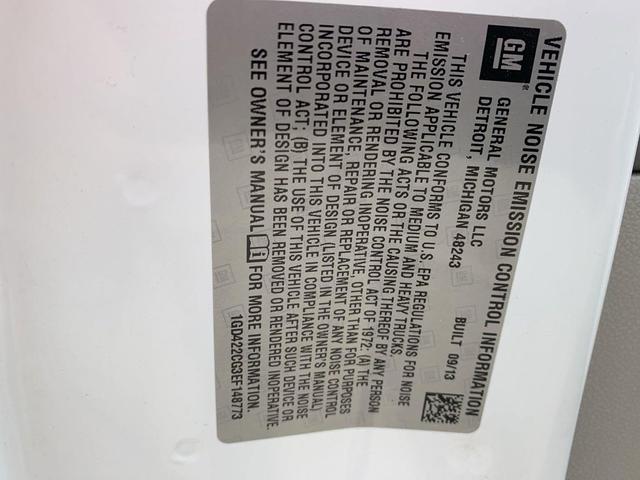 VEHICLE NOISE EMISSION CONTROL INFORMATION
GM
GENERAL MOTORS LLC
DETROIT, MICHIGAN 48243
BUILT 09/13
THIS VEHICLE CONFORMS TO U.S. EPA REGULATIONS FOR NOISE
EMISSION APPLICABLE TO MEDIUM AND HEAVY TRUCKS.
THE FOLLOWING ACTS OR THE CAUSING THEREOF BY ANY PERSON
ARE PROHIBITED BY THE NOISE CONTROL ACT OF 1972: (A) THE
REMOVAL OR RENDERING INOPERATIVE, OTHER THAN FOR PURPOSES
OF MAINTENANCE, REPAIR OR REPLACEMENT OF ANY NOISE CONTROL
DEVICE OR ELEMENT OF DESIGN (LISTED IN THE OWNER'S MANUAL)
INCORPORATED INTO THIS VEHICLE IN COMPLIANCE WITH THE NOISE
CONTROL ACT; (B) THE USE OF THIS VEHICLE AFTER SUCH DEVICE OR
ELEMENT OF DESIGN HAS BEEN REMOVED OR RENDERED INOPERATIVE.
SEE OWNER'S MANUAL FOR MORE INFORMATION.
1GD422CG3EF148773